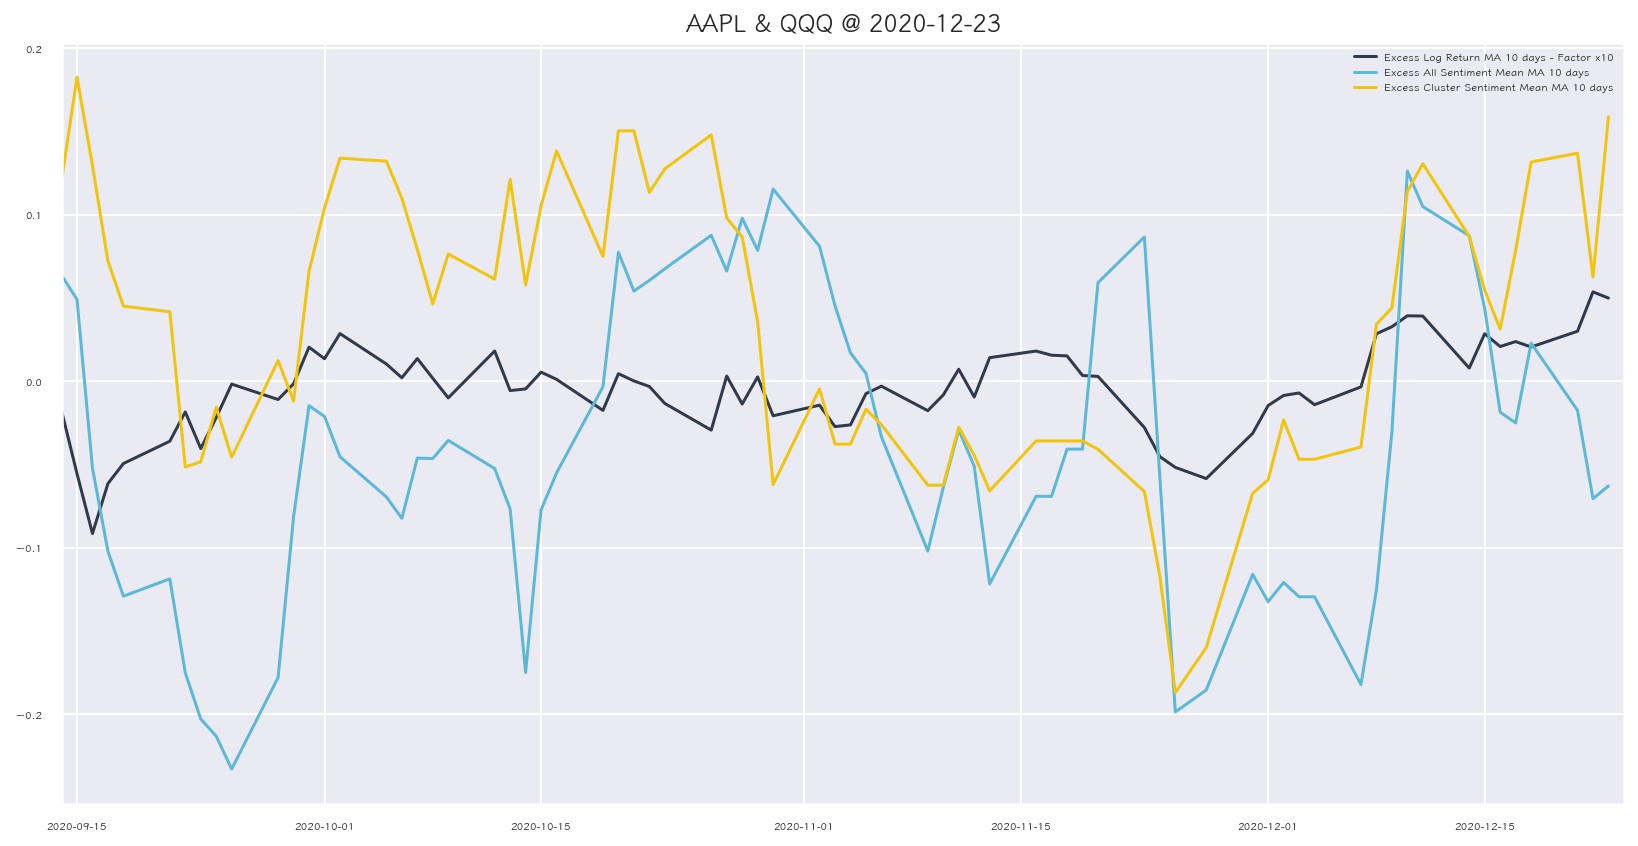 AAPL & QQQ @ 2020-12-23
Excess Log Return MA 10 days - Factor x10
Excess All Sentiment Mean MA 10 days
Excess Cluster Sentiment Mean MA 10 days
0.2
0.1
0.0
−0.1
−0.2
2020-09-15 2020-10-01 2020-10-15 2020-11-01 2020-11-15 2020-12-01 2020-12-15